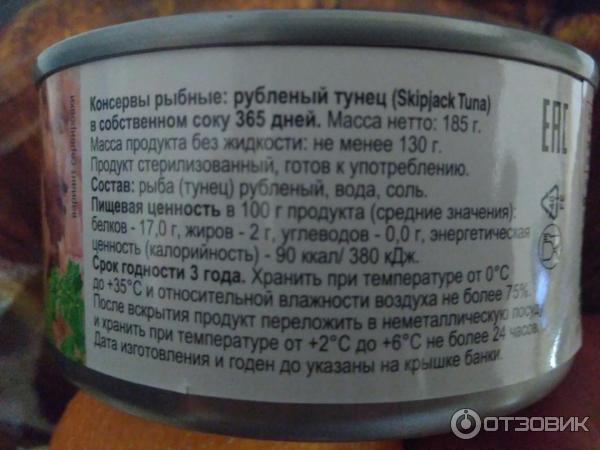 Консервы рыбные: рубленый тунец (Skipjack Tuna)
в собственном соку 365 дней. Масса нетто: 185 г.
Масса продукта без жидкости: не менее 130 г.
Продукт стерилизованный, готов к употреблению.
Состав: рыба (тунец) рубленый, вода, соль.
Пищевая ценность в 100 г продукта (средние значения):
белков - 17,0 г, жиров - 2 г, углеводов - 0,0 г, энергетическая
ценность (калорийность) - 90 ккал/ 380 кДж.
Срок годности 3 года. Хранить при температуре от 0°С
до +35°С и относительной влажности воздуха не более 75%.
После вскрытия продукт переложить в неметаллическую посуду
и хранить при температуре от +2°С до +6°С не более 24 часов.
Дата изготовления и годен до указаны на крышке банки.
вариант сервировки
EAC
ОТЗОВИК